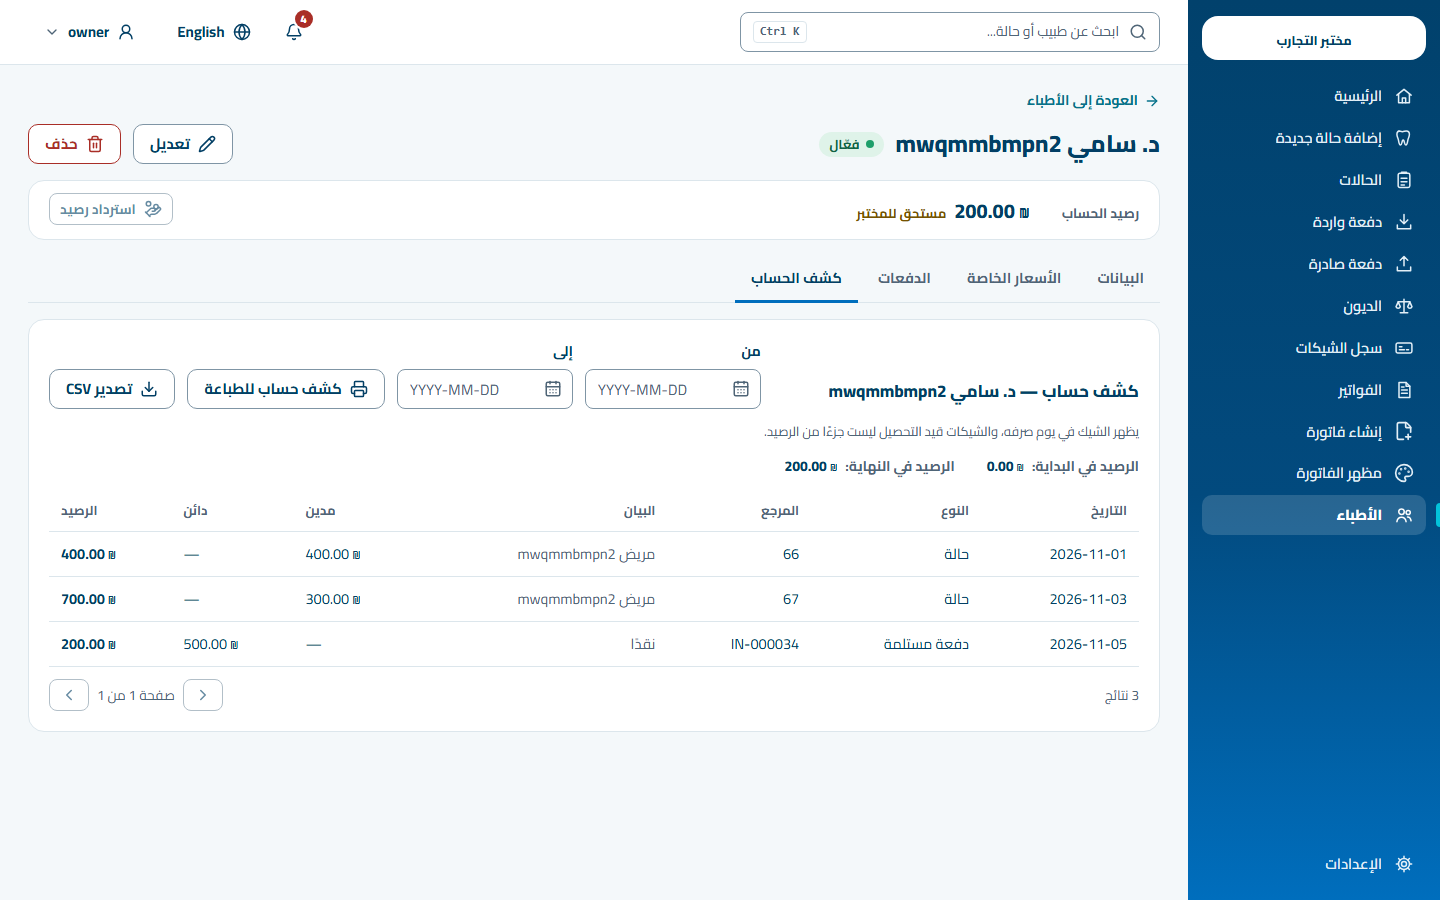 مختبر التجارب
الرئيسية
إضافة حالة جديدة
الحالات
دفعة واردة
دفعة صادرة
الديون
سجل الشيكات
الفواتير
إنشاء فاتورة
مظهر الفاتورة
الأطباء
الإعدادات
ابحث عن طبيب أو حالة... Ctrl K
4
English
owner
العودة إلى الأطباء
د. سامي mwqmmbmpn2 فعّال
تعديل حذف
رصيد الحساب ₪ 200.00 مستحق للمختبر استرداد رصيد
البيانات الأسعار الخاصة الدفعات كشف الحساب
من إلى
كشف حساب — د. سامي mwqmmbmpn2 YYYY-MM-DD YYYY-MM-DD كشف حساب للطباعة تصدير CSV
يظهر الشيك في يوم صرفه، والشيكات قيد التحصيل ليست جزءًا من الرصيد.
الرصيد في البداية: ₪ 0.00 الرصيد في النهاية: ₪ 200.00
التاريخ النوع المرجع البيان مدين دائن الرصيد
2026-11-01 حالة 66 مريض mwqmmbmpn2 400.00 ₪ — 400.00 ₪
2026-11-03 حالة 67 مريض mwqmmbmpn2 300.00 ₪ — 700.00 ₪
2026-11-05 دفعة مستلمة IN-000034 نقدًا — 500.00 ₪ 200.00 ₪
3 نتائج صفحة 1 من 1